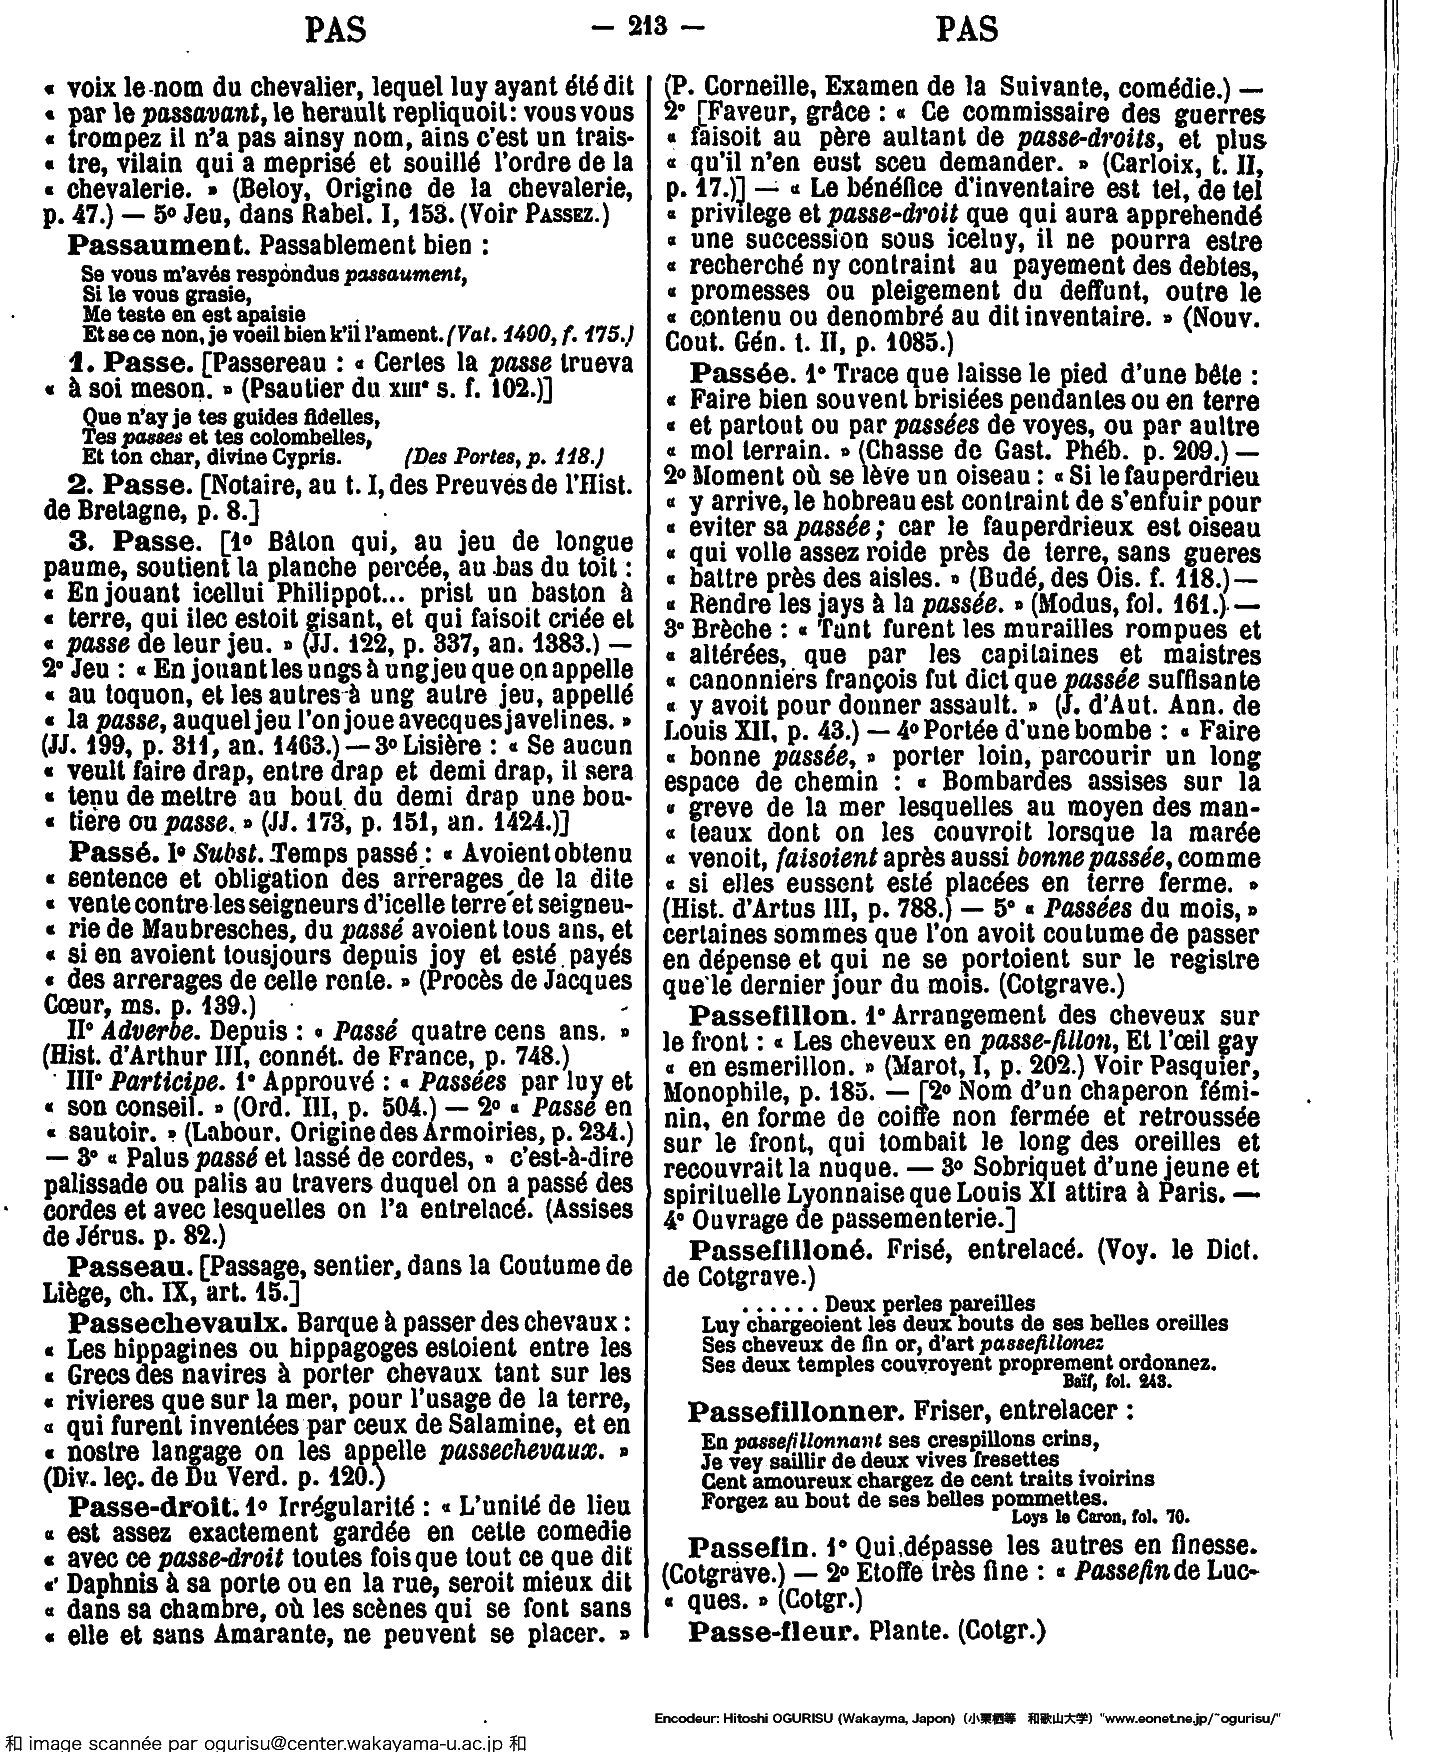 PAS — 213 — PAS
« voix le nom du chevalier, lequel luy ayant été dit
« par le passavant, le herault repliquoit : vous vous
« trompez il n'a pas ainsy nom, ains c'est un trais-
« tre, vilain qui a meprisé et souillé l'ordre de la
« chevalerie. » (Beloy, Origine de la chevalerie,
p. 47.) — 5º Jeu, dans Rabel. I, 153. (Voir PASSEZ.)
Passaument. Passablement bien :
Se vous m'avés respondus passaument,
Si le vous grasie,
Me teste en est apaisie
Et se ce non, je voeil bien k'il l'ament. (Vat. 1490, f. 175.)
1. Passe. [Passereau : « Certes la passe trueva
« à soi meson. » (Psautier du XIIIe s. f. 102.)]
Que n'ay je tes guides fidelles,
Tes passes et tes colombelles,
Et ton char, divine Cypris. (Des Portes, p. 118.)
2. Passe. [Notaire, au t. I, des Preuves de l'Hist.
de Bretagne, p. 8.]
3. Passe. [1º Bâton qui, au jeu de longue
paume, soutient la planche percée, au bas du toit :
« En jouant icellui Philippot... prist un baston à
« terre, qui ilec estoit gisant, et qui faisoit criée et
« passe de leur jeu. » (JJ. 122, p. 337, an. 1383.) —
2º Jeu : « En jouant les ungs à ung jeu que on appelle
« au toquon, et les autres à ung autre jeu, appellé
« la passe, auquel jeu l'on joue avecques javelines. »
(JJ. 199, p. 311, an. 1463.) — 3º Lisière : « Se aucun
« veult faire drap, entre drap et demi drap, il sera
« tenu de mettre au bout du demi drap une bou-
« tière ou passe. » (JJ. 173, p. 151, an. 1424.)]
Passé. Iº Subst. Temps passé : « Avoient obtenu
« sentence et obligation des arrerages de la dite
« vente contre les seigneurs d'icelle terre et seigneu-
« rie de Maubresches, du passé avoient tous ans, et
« si en avoient tousjours depuis joy et esté payés
« des arrerages de celle rente. » (Procès de Jacques
Cœur, ms. p. 139.)
IIº Adverbe. Depuis : « Passé quatre cens ans. »
(Hist. d'Arthur III, connét. de France, p. 748.)
IIIº Participe. 1º Approuvé : « Passées par luy et
« son conseil. » (Ord. III, p. 504.) — 2º « Passé en
« sautoir. » (Labour. Origine des Armoiries, p. 234.)
— 3º « Palus passé et lassé de cordes, » c'est-à-dire
palissade ou palis au travers duquel on a passé des
cordes et avec lesquelles on l'a entrelacé. (Assises
de Jérus. p. 82.)
Passeau. [Passage, sentier, dans la Coutume de
Liège, ch. IX, art. 15.]
Passechevaulx. Barque à passer des chevaux :
« Les hippagines ou hippagoges estoient entre les
« Grecs des navires à porter chevaux tant sur les
« rivieres que sur la mer, pour l'usage de la terre,
« qui furent inventées par ceux de Salamine, et en
« nostre langage on les appelle passechevaux. »
(Div. leç. de Du Verd. p. 120.)
Passe-droit. 1º Irrégularité : « L'unité de lieu
« est assez exactement gardée en cette comedie
« avec ce passe-droit toutes fois que tout ce que dit
« Daphnis à sa porte ou en la rue, seroit mieux dit
« dans sa chambre, où les scènes qui se font sans
« elle et sans Amarante, ne peuvent se placer. »
(P. Corneille, Examen de la Suivante, comédie.) —
2º [Faveur, grâce : « Ce commissaire des guerres
« faisoit au père aultant de passe-droits, et plus
« qu'il n'en eust sceu demander. » (Carloix, t. II,
p. 17.)] — « Le bénéfice d'inventaire est tel, de tel
« privilege et passe-droit que qui aura apprehendé
« une succession sous iceluy, il ne pourra estre
« recherché ny contraint au payement des debtes,
« promesses ou pleigement du deffunt, outre le
« contenu ou denombré au dit inventaire. » (Nouv.
Cout. Gén. t. II, p. 1085.)
Passée. 1º Trace que laisse le pied d'une bête :
« Faire bien souvent brisiées pendantes ou en terre
« et partout ou par passées de voyes, ou par aultre
« mol terrain. » (Chasse de Gast. Phéb. p. 209.) —
2º Moment où se lève un oiseau : « Si le fauperdrieu
« y arrive, le hobreau est contraint de s'enfuir pour
« eviter sa passée ; car le fauperdrieux est oiseau
« qui volle assez roide près de terre, sans gueres
« battre près des aisles. » (Budé, des Ois. f. 118.) —
« Rendre les jays à la passée. » (Modus, fol. 161.) —
3º Brèche : « Tant furent les murailles rompues et
« altérées, que par les capitaines et maistres
« canonniers françois fut dict que passée suffisante
« y avoit pour donner assault. » (J. d'Aut. Ann. de
Louis XII, p. 43.) — 4º Portée d'une bombe : « Faire
« bonne passée, » porter loin, parcourir un long
espace de chemin : « Bombardes assises sur la
« greve de la mer lesquelles au moyen des man-
« teaux dont on les couvroit lorsque la marée
« venoit, faisoient après aussi bonne passée, comme
« si elles eussent esté placées en terre ferme. »
(Hist. d'Artus III, p. 788.) — 5º « Passées du mois, »
certaines sommes que l'on avoit coutume de passer
en dépense et qui ne se portoient sur le registre
que le dernier jour du mois. (Cotgrave.)
Passefillon. 1º Arrangement des cheveux sur
le front : « Les cheveux en passe-fillon, Et l'œil gay
« en esmerillon. » (Marot, I, p. 202.) Voir Pasquier,
Monophile, p. 185. — [2º Nom d'un chaperon fémi-
nin, en forme de coiffe non fermée et retroussée
sur le front, qui tombait le long des oreilles et
recouvrait la nuque. — 3º Sobriquet d'une jeune et
spirituelle Lyonnaise que Louis XI attira à Paris. —
4º Ouvrage de passementerie.]
Passefilloné. Frisé, entrelacé. (Voy. le Dict.
de Cotgrave.)
. . . . . . Deux perles pareilles
Luy chargeoient les deux bouts de ses belles oreilles
Ses cheveux de fin or, d'art passefillonez
Ses deux temples couvroyent proprement ordonnez.
Baïf, fol. 243.
Passefillonner. Friser, entrelacer :
En passefillonnant ses crespillons crins,
Je vey saillir de deux vives fresettes
Cent amoureux chargez de cent traits ivoirins
Forgez au bout de ses belles pommettes.
Loys le Caron, fol. 70.
Passefin. 1º Qui dépasse les autres en finesse.
(Cotgrave.) — 2º Etoffe très fine : « Passefin de Luc-
« ques. » (Cotgr.)
Passe-fleur. Plante. (Cotgr.)
Encodeur: Hitoshi OGURISU (Wakayma, Japon) (小栗栖等 和歌山大学) "www.eonet.ne.jp/~ogurisu/"
和 image scannée par ogurisu@center.wakayama-u.ac.jp 和